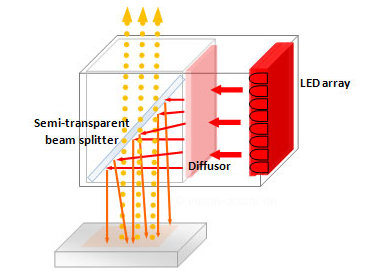 LED array
Semi-transparent
beam splitter
Diffusor